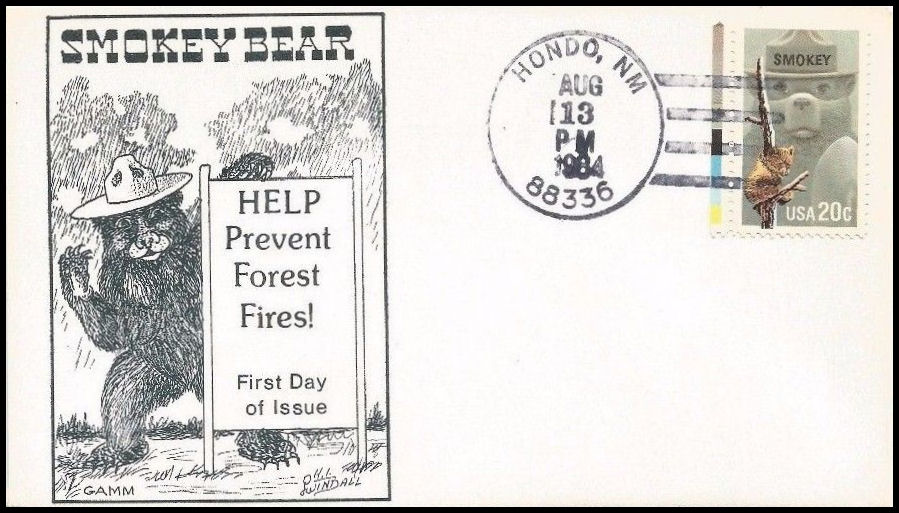 SMOKEY BEAR
HELP
Prevent
Forest
Fires!
First Day
of Issue
GAMM
H.L.
SWINDALL
HONDO, NM
AUG
13
PM
1984
88336
SMOKEY
USA 20c